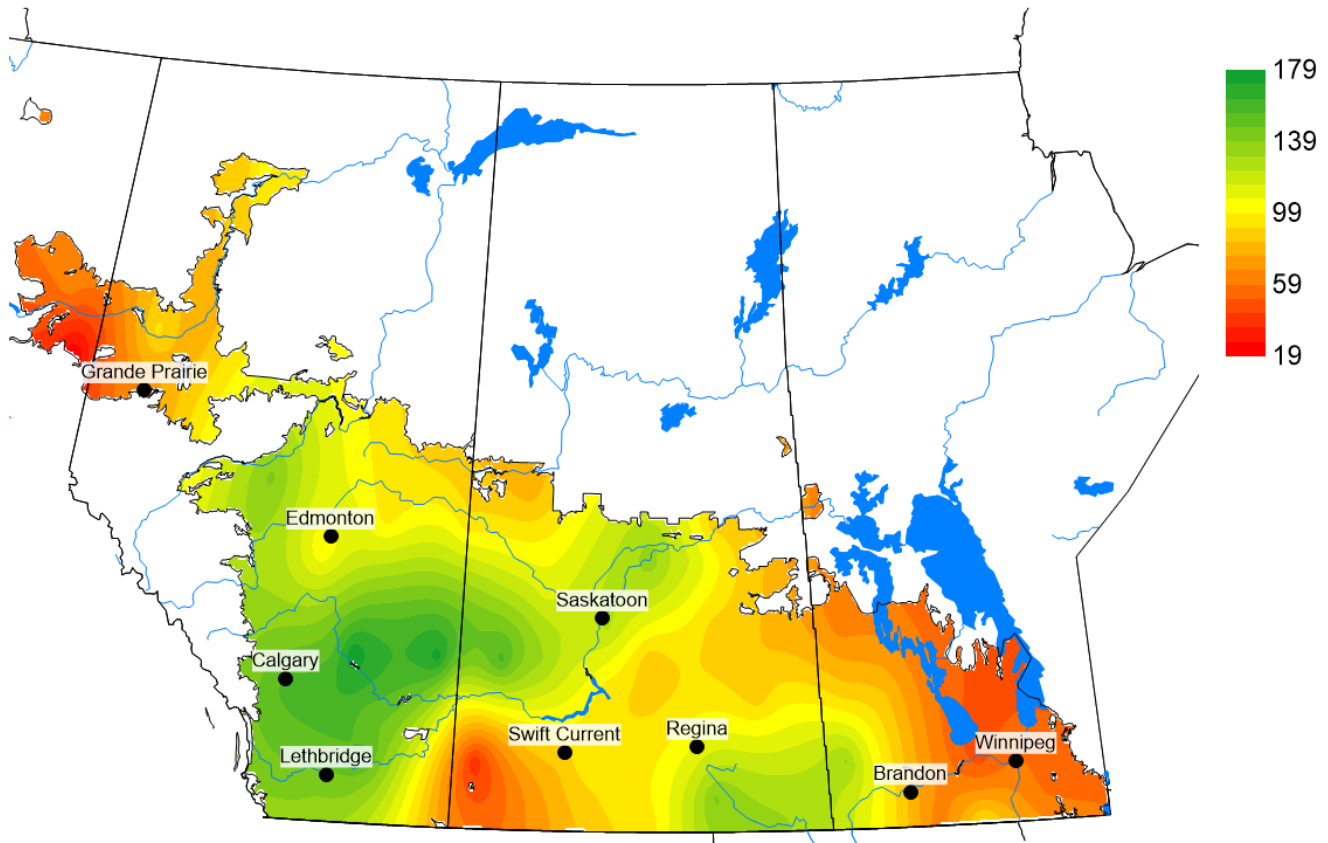 179
139
99
59
19
Grande Prairie
Edmonton
Saskatoon
Calgary
Swift Current
Regina
Lethbridge
Winnipeg
Brandon